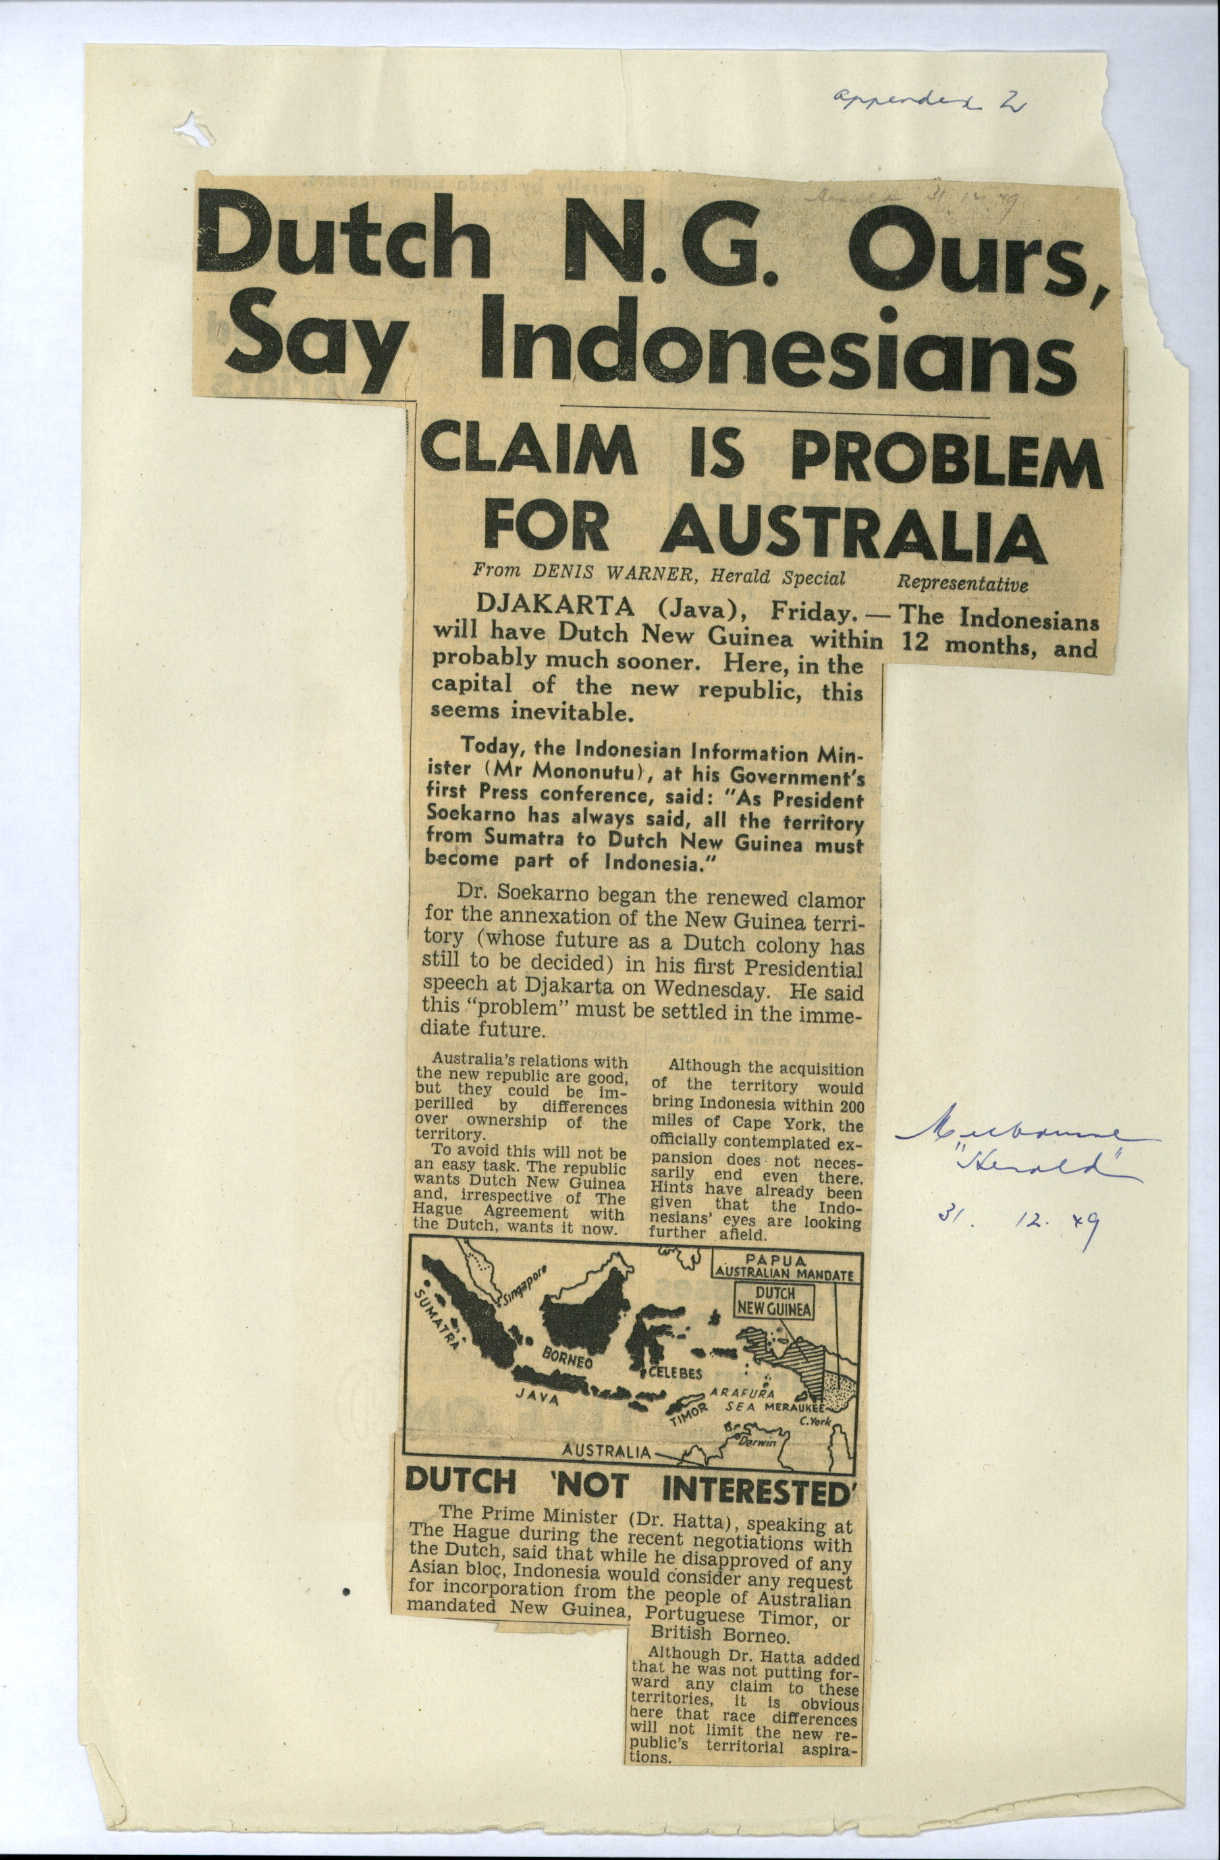 appended 2
Herald 31.12.49
Dutch N.G. Ours,
Say Indonesians
CLAIM IS PROBLEM
FOR AUSTRALIA
From DENIS WARNER, Herald Special Representative
DJAKARTA (Java), Friday. — The Indonesians
will have Dutch New Guinea within 12 months, and
probably much sooner. Here, in the
capital of the new republic, this
seems inevitable.
Today, the Indonesian Information Min-
ister (Mr Mononutu), at his Government's
first Press conference, said: "As President
Soekarno has always said, all the territory
from Sumatra to Dutch New Guinea must
become part of Indonesia."
Dr. Soekarno began the renewed clamor
for the annexation of the New Guinea terri-
tory (whose future as a Dutch colony has
still to be decided) in his first Presidential
speech at Djakarta on Wednesday. He said
this "problem" must be settled in the imme-
diate future.
Australia's relations with
the new republic are good,
but they could be im-
perilled by differences
over ownership of the
territory.
To avoid this will not be
an easy task. The republic
wants Dutch New Guinea
and, irrespective of The
Hague Agreement with
the Dutch, wants it now.
Although the acquisition
of the territory would
bring Indonesia within 200
miles of Cape York, the
officially contemplated ex-
pansion does not neces-
sarily end even there.
Hints have already been
given that the Indo-
nesians' eyes are looking
further afield.
PAPUA
AUSTRALIAN MANDATE
DUTCH
NEW GUINEA
Singapore
SUMATRA
BORNEO
CELEBES
JAVA
TIMOR
ARAFURA
SEA
MERAUKE
C.York
Darwin
AUSTRALIA
DUTCH 'NOT INTERESTED'
The Prime Minister (Dr. Hatta), speaking at
The Hague during the recent negotiations with
the Dutch, said that while he disapproved of any
Asian bloc, Indonesia would consider any request
for incorporation from the people of Australian
mandated New Guinea, Portuguese Timor, or
British Borneo.
Although Dr. Hatta added
that he was not putting for-
ward any claim to these
territories, it is obvious
here that race differences
will not limit the new re-
public's territorial aspira-
tions.
Melbourne
"Herald"
31. 12. 49